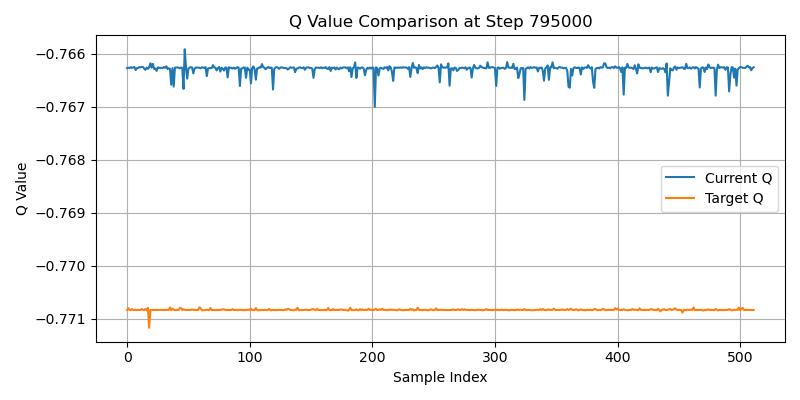 Q Value Comparison at Step 795000
Q Value
−0.766
−0.767
−0.768
−0.769
−0.770
−0.771
Current Q
Target Q
0
100
200
300
400
500
Sample Index